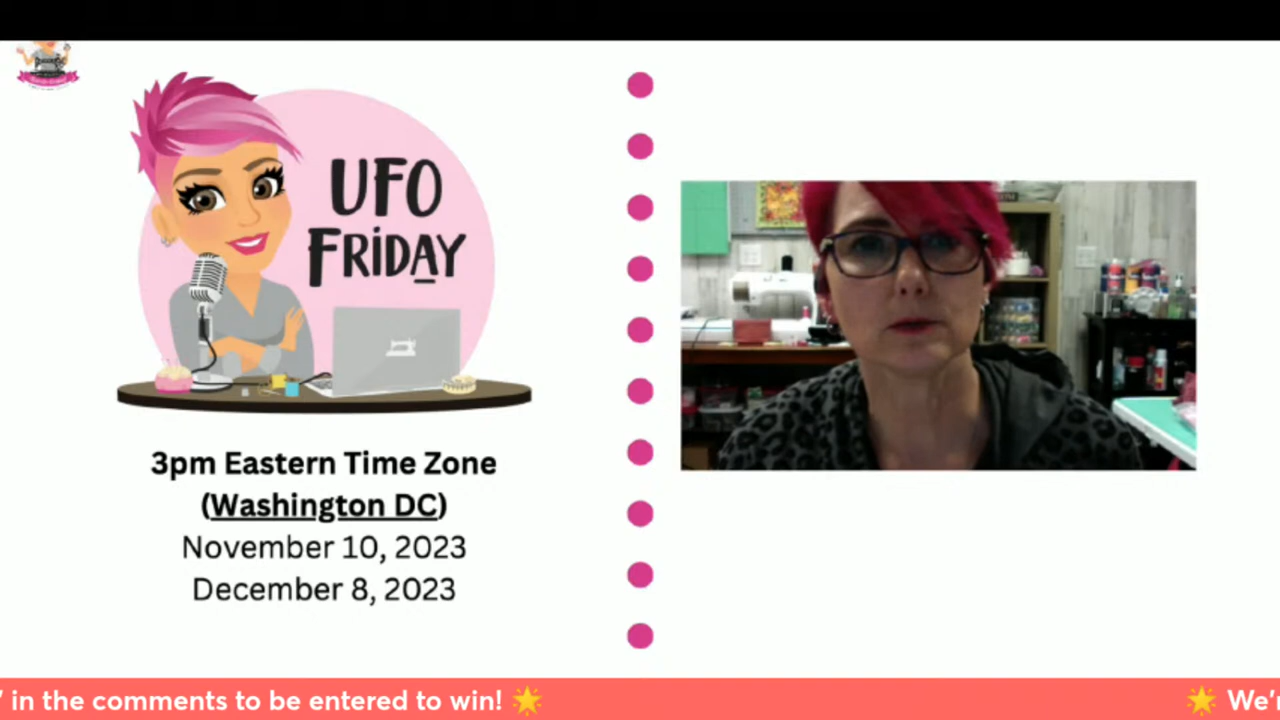 UFO
FRiDAY
3pm Eastern Time Zone
(Washington DC)
November 10, 2023
December 8, 2023
' in the comments to be entered to win! 🌟 🌟 We'r